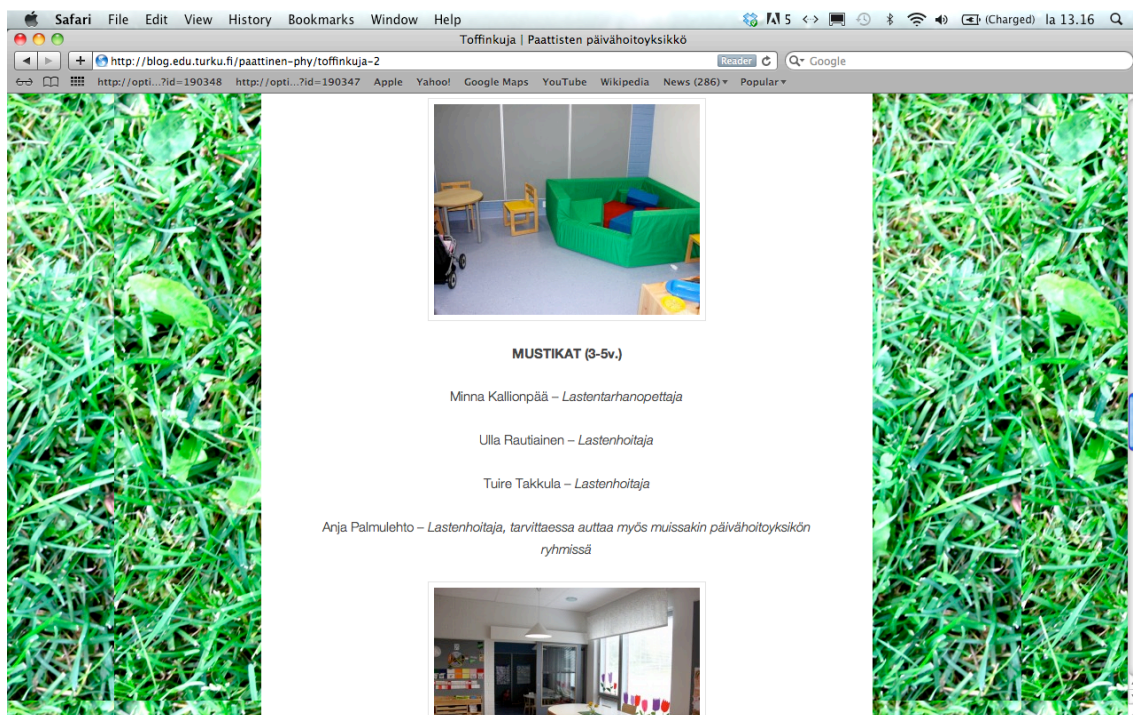 Safari File Edit View History Bookmarks Window Help 5 (Charged) la 13.16
Toffinkuja | Paattisten päivähoitoyksikkö
http://blog.edu.turku.fi/paattinen-phy/toffinkuja-2 Reader Google
http://opti...?id=190348 http://opti...?id=190347 Apple Yahoo! Google Maps YouTube Wikipedia News (286) Popular
MUSTIKAT (3-5v.)
Minna Kallionpää – Lastentarhanopettaja
Ulla Rautiainen – Lastenhoitaja
Tuire Takkula – Lastenhoitaja
Anja Palmulehto – Lastenhoitaja, tarvittaessa auttaa myös muissakin päivähoitoyksikön
ryhmissä